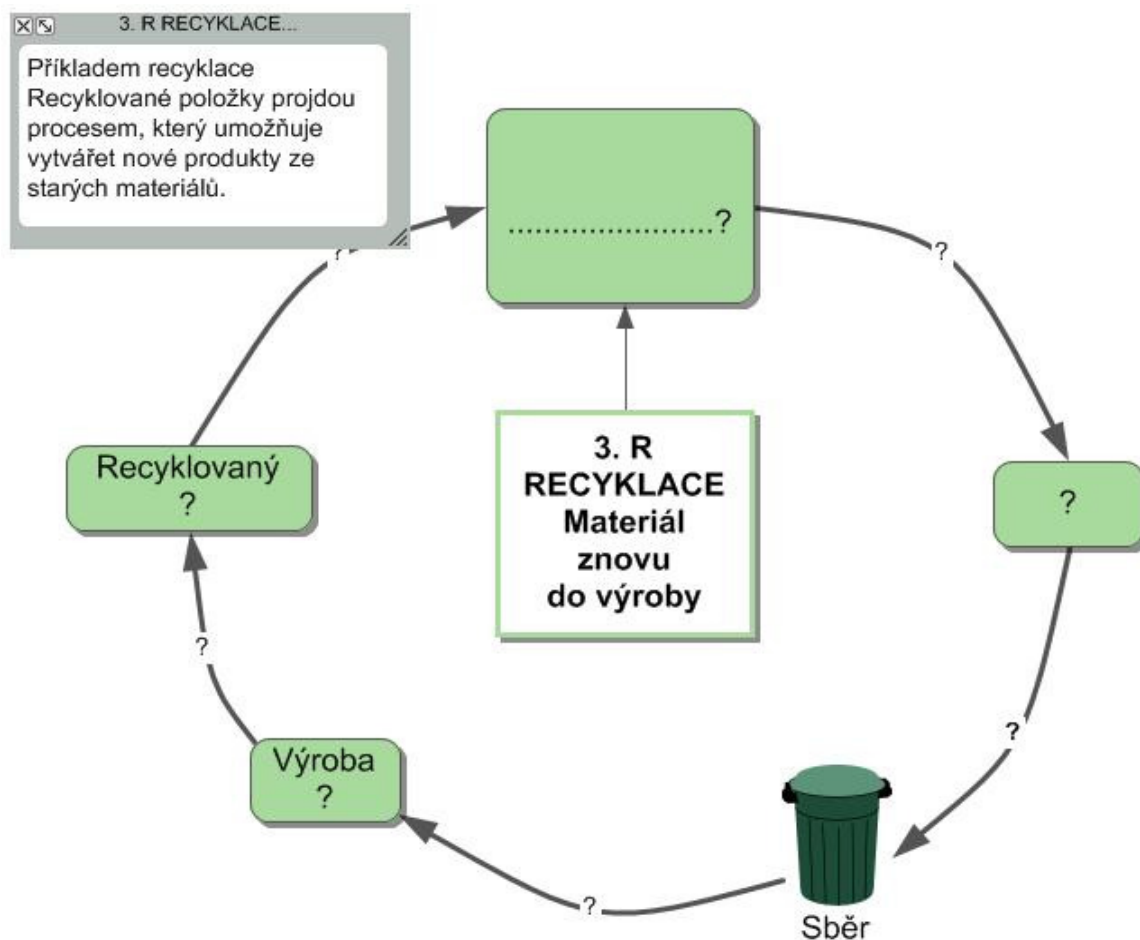 3. R RECYKLACE...
Příkladem recyklace
Recyklované položky projdou
procesem, který umožňuje
vytvářet nové produkty ze
starých materiálů.
.......................?
?
?
3. R
RECYKLACE
Materiál
znovu
do výroby
Recyklovaný
?
?
?
?
Výroba
?
?
Sběr